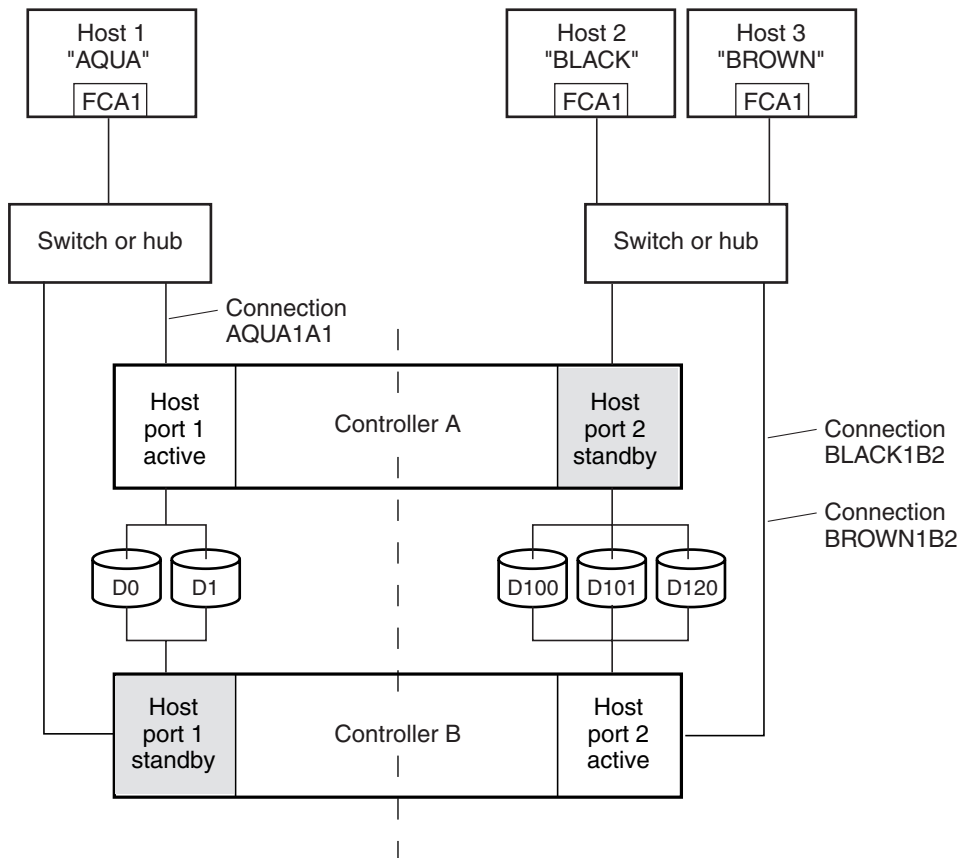 Host 1
"AQUA"
FCA1
Host 2
"BLACK"
FCA1
Host 3
"BROWN"
FCA1
Switch or hub
Switch or hub
Connection
AQUA1A1
Host
port 1
active
Controller A
Host
port 2
standby
Connection
BLACK1B2
Connection
BROWN1B2
D0
D1
D100
D101
D120
Host
port 1
standby
Controller B
Host
port 2
active